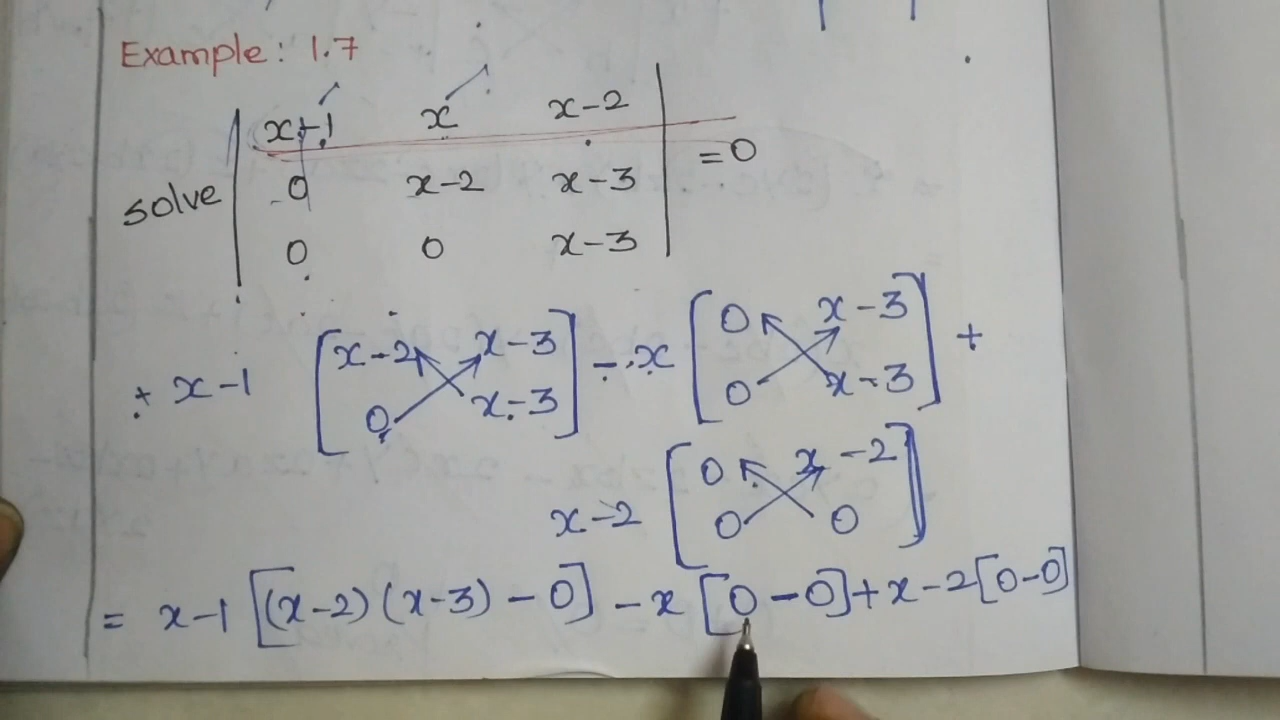 Example: 1.7
x-1 x x-2
solve 0 x-2 x-3 =0
0 0 x-3
+ x-1 [x-2 x-3 - x [0 x-3 +
0 x-3] 0 x-3]
x-2 [0 x-2
0 0]
= x-1 [(x-2)(x-3)-0] - x [0-0] + x-2 [0-0]